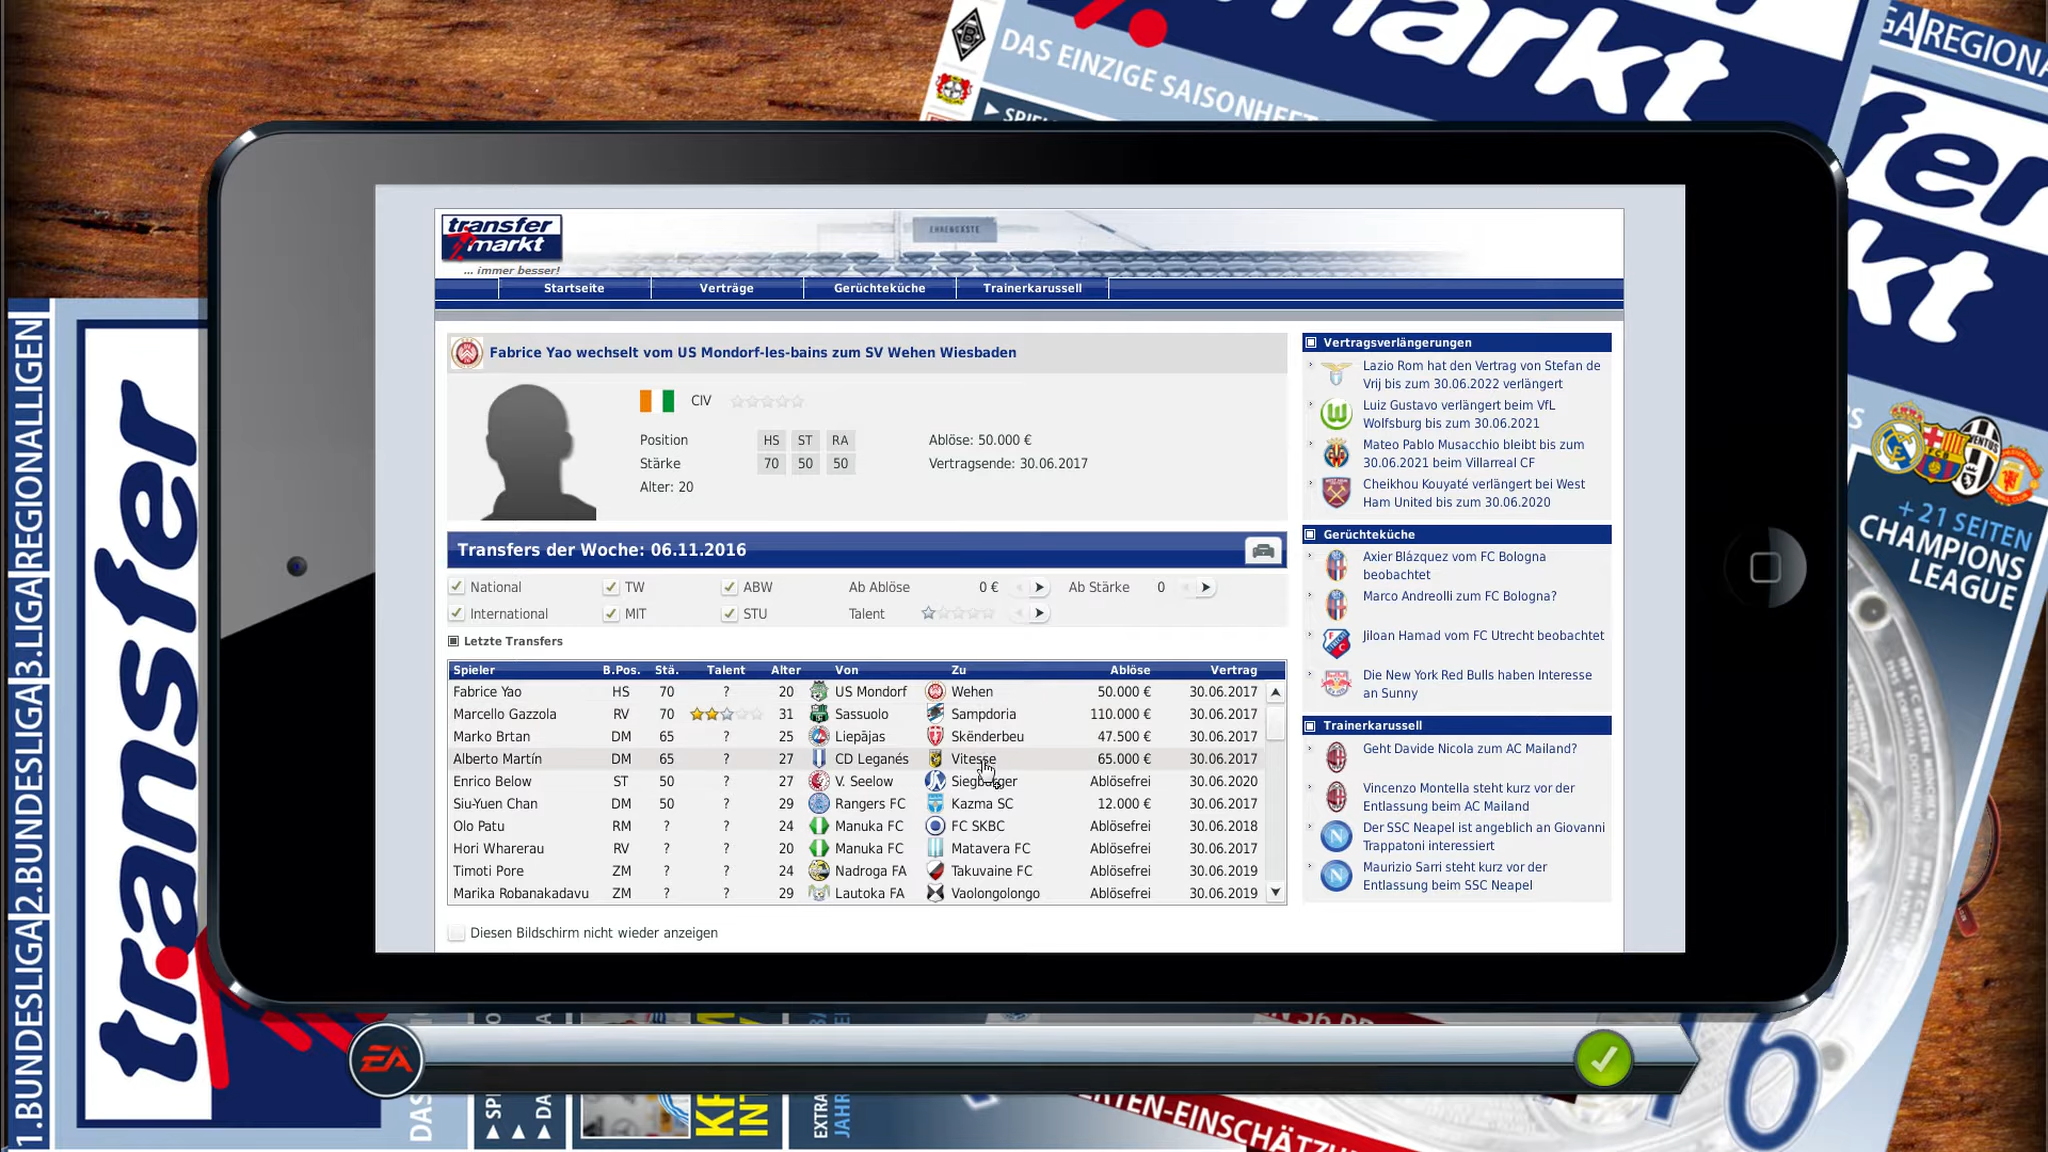 markt
DAS EINZIGE SAISONHEFT
GA|REGIONA
1.BUNDESLIGA|2.BUNDESLIGA|3.LIGA|REGIONALLIGEN
transfer
transfer
markt
... immer besser!
EHRENGÄSTE
Startseite
Verträge
Gerüchteküche
Trainerkarussell
Fabrice Yao wechselt vom US Mondorf-les-bains zum SV Wehen Wiesbaden
CIV
Position HS ST RA
Stärke 70 50 50
Alter: 20
Ablöse: 50.000 €
Vertragsende: 30.06.2017
Transfers der Woche: 06.11.2016
National TW ABW Ab Ablöse 0 € Ab Stärke 0
International MIT STU Talent
Letzte Transfers
Spieler B.Pos. Stä. Talent Alter Von Zu Ablöse Vertrag
Fabrice Yao HS 70 ? 20 US Mondorf Wehen 50.000 € 30.06.2017
Marcello Gazzola RV 70 31 Sassuolo Sampdoria 110.000 € 30.06.2017
Marko Brtan DM 65 ? 25 Liepājas Skënderbeu 47.500 € 30.06.2017
Alberto Martín DM 65 ? 27 CD Leganés Vitesse 65.000 € 30.06.2017
Enrico Below ST 50 ? 27 V. Seelow Siegburger Ablösefrei 30.06.2020
Siu-Yuen Chan DM 50 ? 29 Rangers FC Kazma SC 12.000 € 30.06.2017
Olo Patu RM ? ? 24 Manuka FC FC SKBC Ablösefrei 30.06.2018
Hori Wharerau RV ? ? 20 Manuka FC Matavera FC Ablösefrei 30.06.2017
Timoti Pore ZM ? ? 24 Nadroga FA Takuvaine FC Ablösefrei 30.06.2019
Marika Robanakadavu ZM ? ? 29 Lautoka FA Vaolongolongo Ablösefrei 30.06.2019
Diesen Bildschirm nicht wieder anzeigen
Vertragsverlängerungen
Lazio Rom hat den Vertrag von Stefan de
Vrij bis zum 30.06.2022 verlängert
Luiz Gustavo verlängert beim VfL
Wolfsburg bis zum 30.06.2021
Mateo Pablo Musacchio bleibt bis zum
30.06.2021 beim Villarreal CF
Cheikhou Kouyaté verlängert bei West
Ham United bis zum 30.06.2020
Gerüchteküche
Axier Blázquez vom FC Bologna
beobachtet
Marco Andreolli zum FC Bologna?
Jiloan Hamad vom FC Utrecht beobachtet
Die New York Red Bulls haben Interesse
an Sunny
Trainerkarussell
Geht Davide Nicola zum AC Mailand?
Vincenzo Montella steht kurz vor der
Entlassung beim AC Mailand
Der SSC Neapel ist angeblich an Giovanni
Trappatoni interessiert
Maurizio Sarri steht kurz vor der
Entlassung beim SSC Neapel
+ 21 SEITEN
CHAMPIONS
LEAGUE
EA
DAS
EXTRA
JAHR
RTEN-EINSCHÄTZU
16